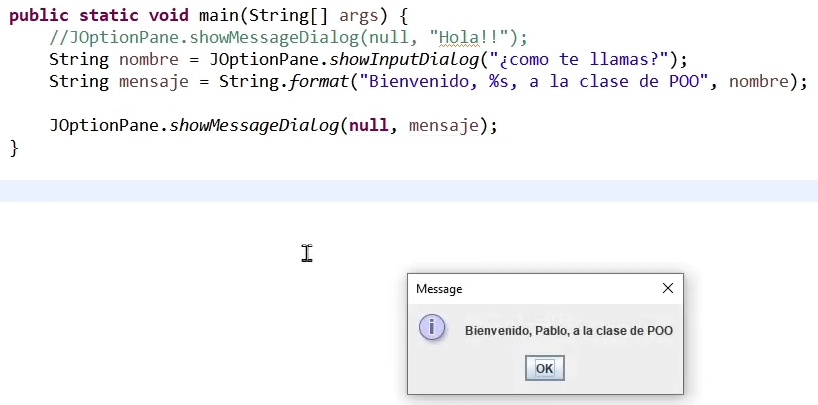 public static void main(String[] args) {
//JOptionPane.showMessageDialog(null, "Hola!!");
String nombre = JOptionPane.showInputDialog("¿como te llamas?");
String mensaje = String.format("Bienvenido, %s, a la clase de POO", nombre);
JOptionPane.showMessageDialog(null, mensaje);
}
Message
Bienvenido, Pablo, a la clase de POO
OK